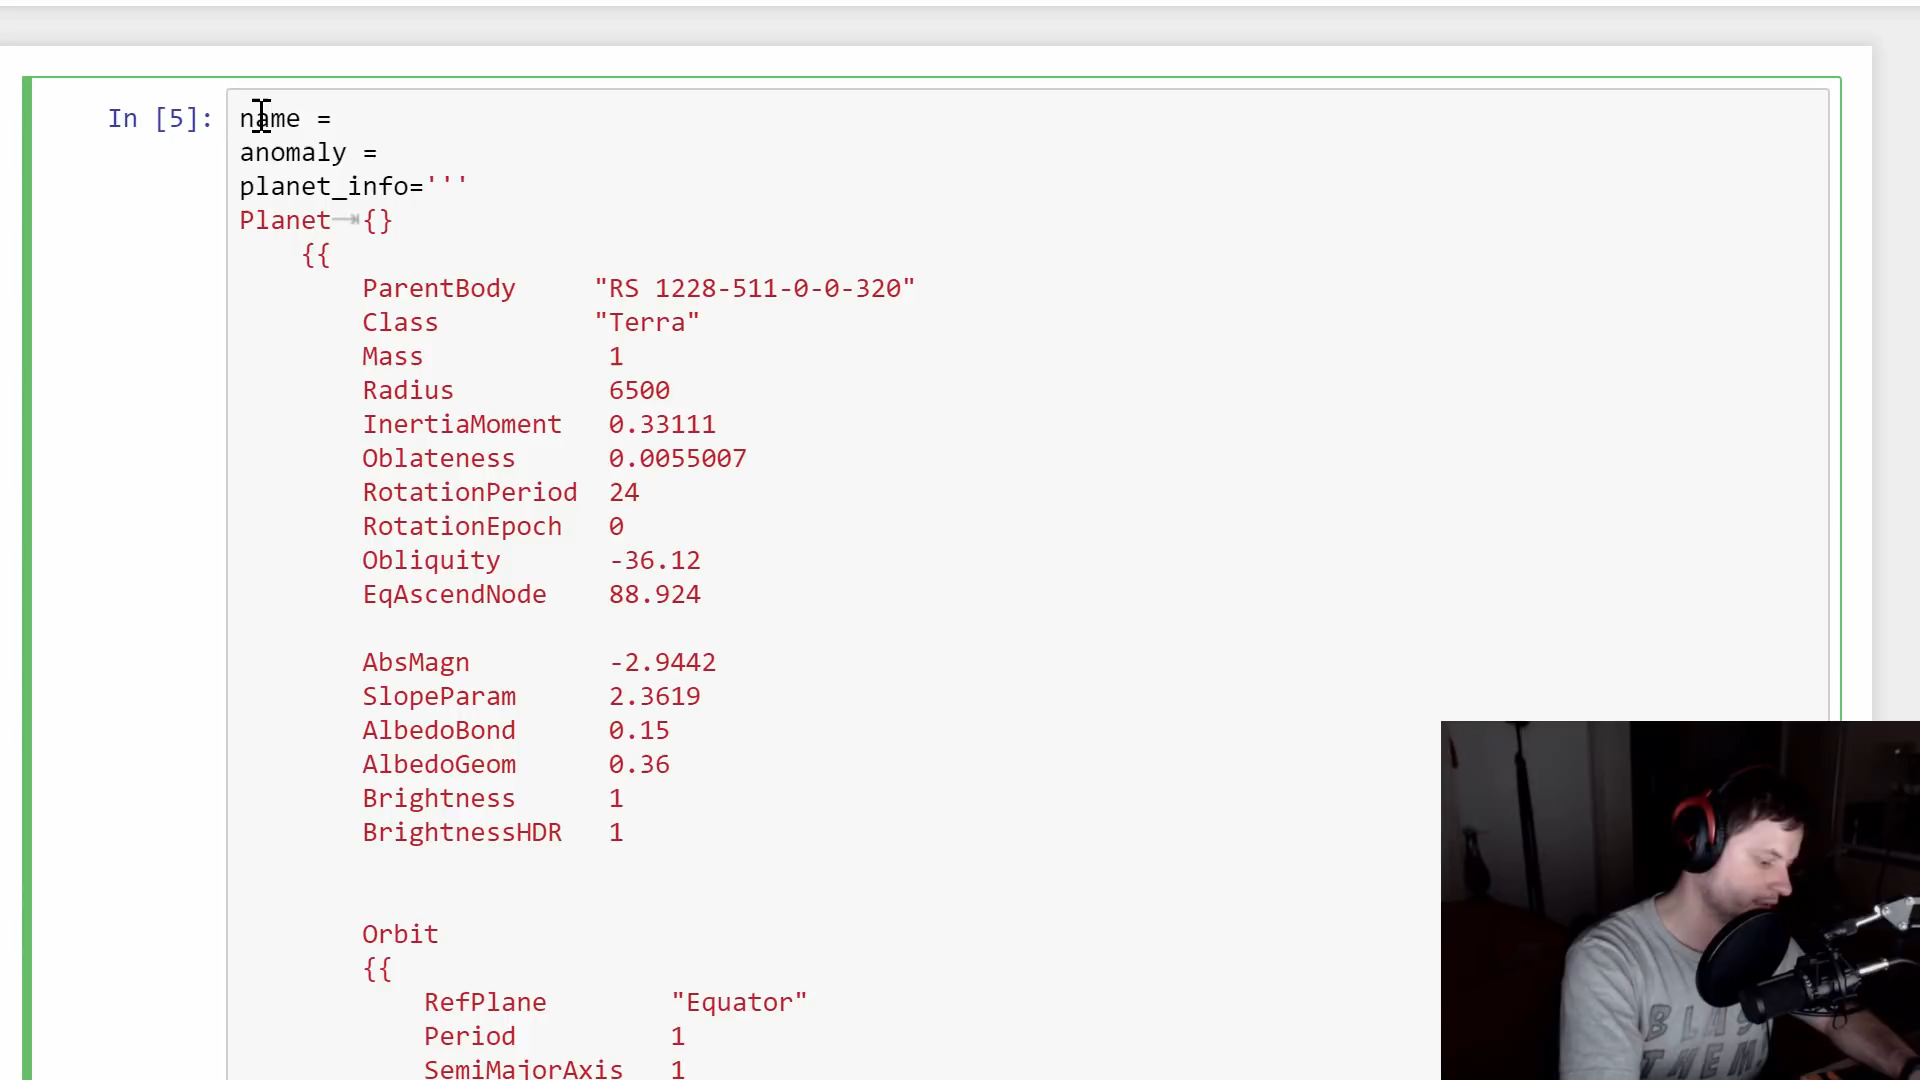 In [5]:
name =
anomaly =
planet_info='''
Planet {}
{{
ParentBody "RS 1228-511-0-0-320"
Class "Terra"
Mass 1
Radius 6500
InertiaMoment 0.33111
Oblateness 0.0055007
RotationPeriod 24
RotationEpoch 0
Obliquity -36.12
EqAscendNode 88.924
AbsMagn -2.9442
SlopeParam 2.3619
AlbedoBond 0.15
AlbedoGeom 0.36
Brightness 1
BrightnessHDR 1
Orbit
{{
RefPlane "Equator"
Period 1
SemiMajorAxis 1
THEM